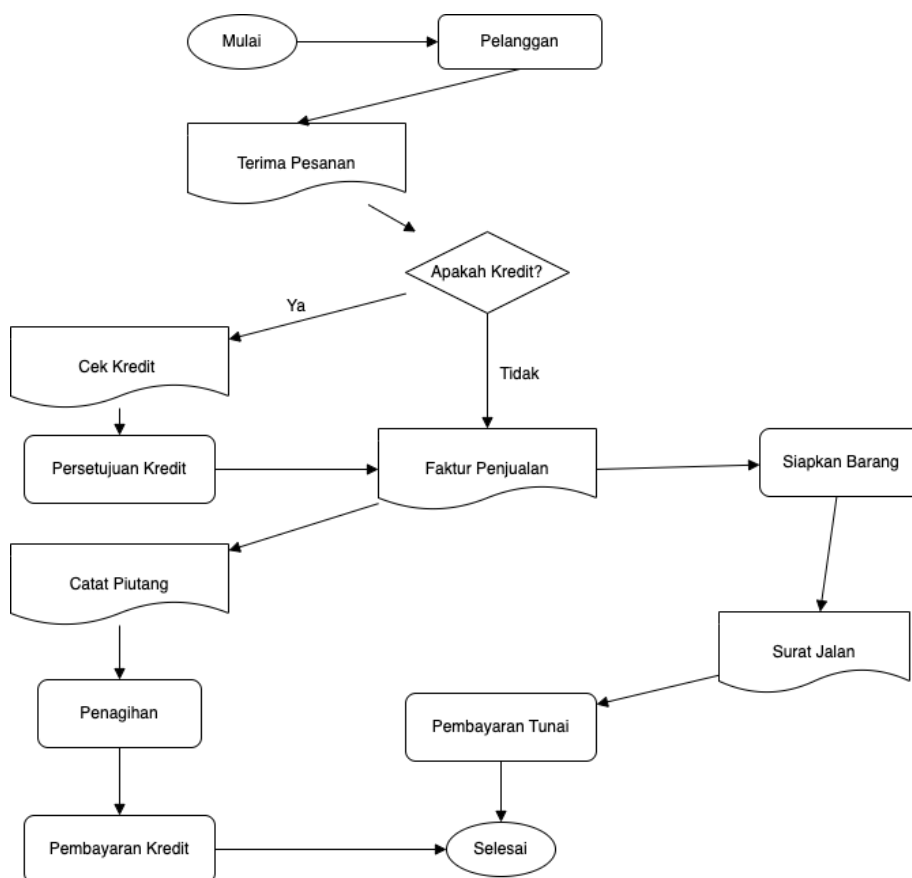 Mulai
Pelanggan
Terima Pesanan
Apakah Kredit?
Ya
Cek Kredit
Tidak
Persetujuan Kredit
Faktur Penjualan
Siapkan Barang
Catat Piutang
Surat Jalan
Penagihan
Pembayaran Tunai
Pembayaran Kredit
Selesai